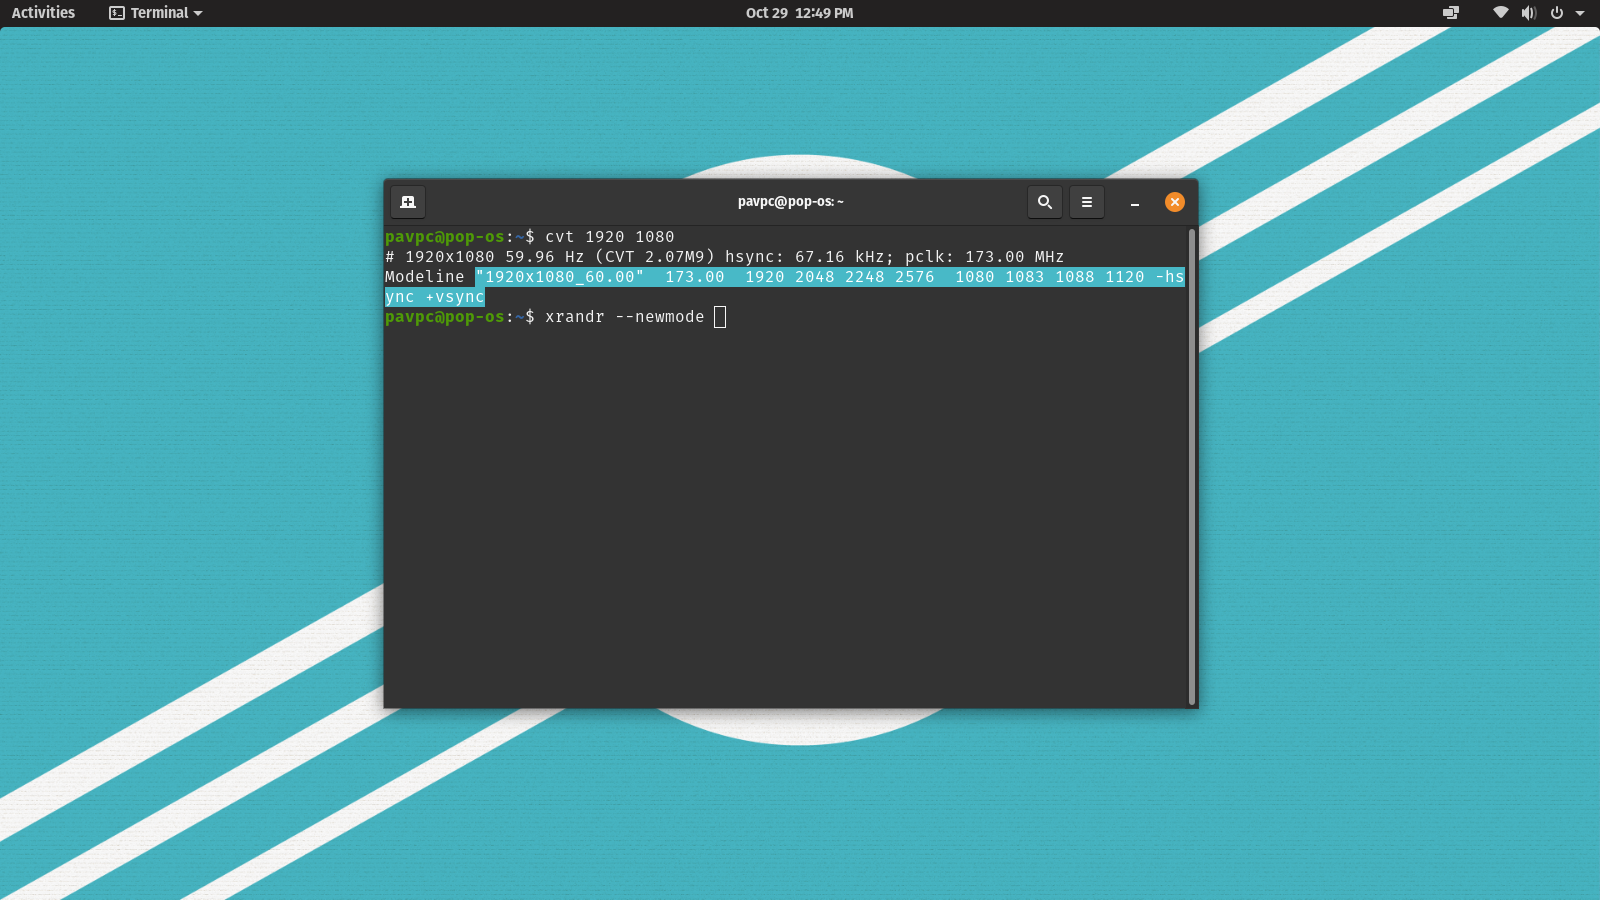 Activities Terminal Oct 29 12:49 PM
pavpc@pop-os: ~
pavpc@pop-os:~$ cvt 1920 1080
# 1920x1080 59.96 Hz (CVT 2.07M9) hsync: 67.16 kHz; pclk: 173.00 MHz
Modeline "1920x1080_60.00"  173.00  1920 2048 2248 2576  1080 1083 1088 1120 -hs
ync +vsync
pavpc@pop-os:~$ xrandr --newmode